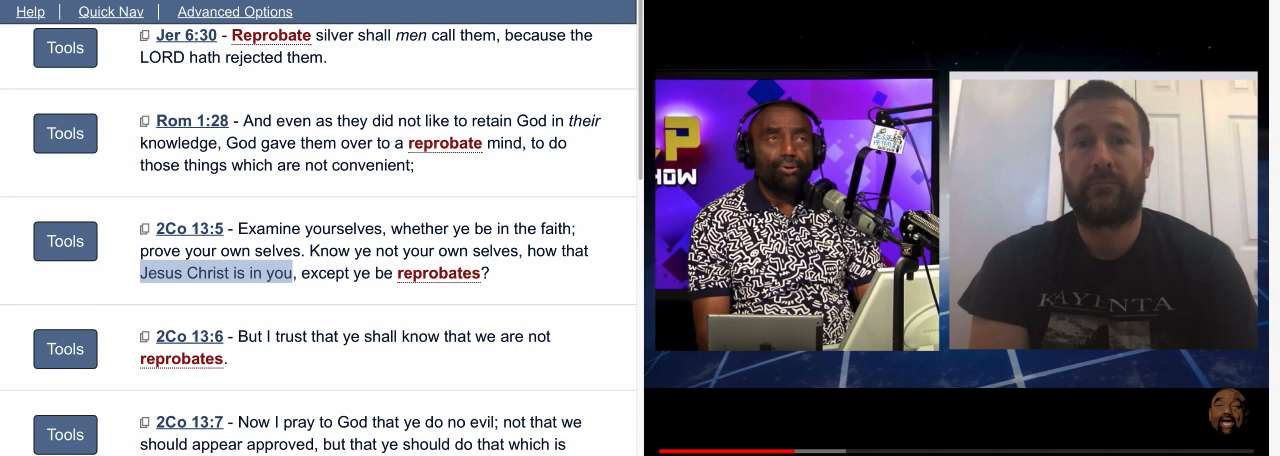 Help | Quick Nav | Advanced Options
Tools
Jer 6:30 - Reprobate silver shall men call them, because the
LORD hath rejected them.
Tools
Rom 1:28 - And even as they did not like to retain God in their
knowledge, God gave them over to a reprobate mind, to do
those things which are not convenient;
Tools
2Co 13:5 - Examine yourselves, whether ye be in the faith;
prove your own selves. Know ye not your own selves, how that
Jesus Christ is in you, except ye be reprobates?
Tools
2Co 13:6 - But I trust that ye shall know that we are not
reprobates.
Tools
2Co 13:7 - Now I pray to God that ye do no evil; not that we
should appear approved, but that ye should do that which is
P
HOW
JESSE
KAYENTA